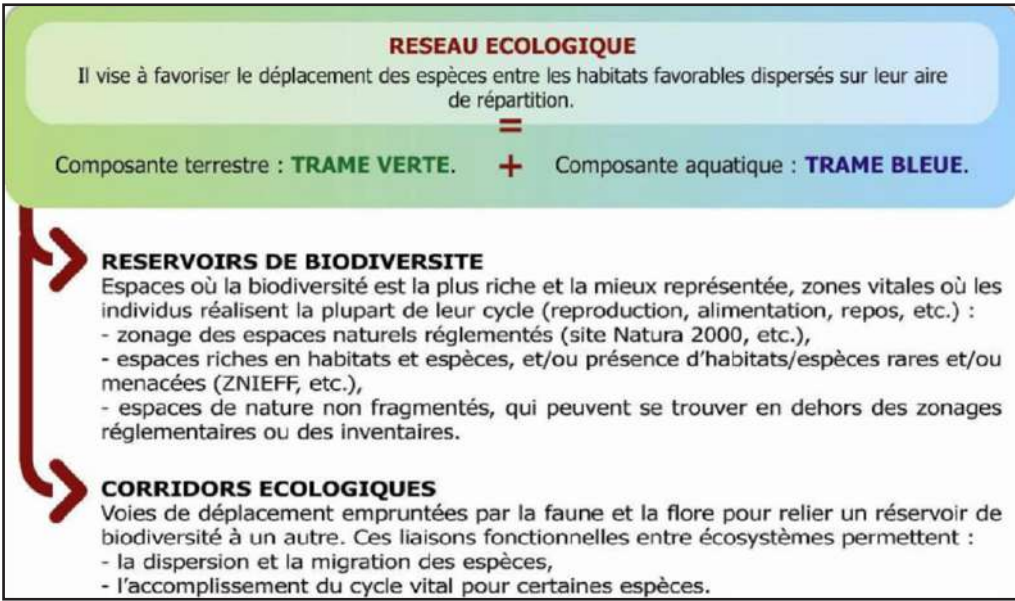 RESEAU ECOLOGIQUE
Il vise à favoriser le déplacement des espèces entre les habitats favorables dispersés sur leur aire
de répartition.
=
Composante terrestre : TRAME VERTE. + Composante aquatique : TRAME BLEUE.
RESERVOIRS DE BIODIVERSITE
Espaces où la biodiversité est la plus riche et la mieux représentée, zones vitales où les
individus réalisent la plupart de leur cycle (reproduction, alimentation, repos, etc.) :
- zonage des espaces naturels réglementés (site Natura 2000, etc.),
- espaces riches en habitats et espèces, et/ou présence d'habitats/espèces rares et/ou
menacées (ZNIEFF, etc.),
- espaces de nature non fragmentés, qui peuvent se trouver en dehors des zonages
réglementaires ou des inventaires.
CORRIDORS ECOLOGIQUES
Voies de déplacement empruntées par la faune et la flore pour relier un réservoir de
biodiversité à un autre. Ces liaisons fonctionnelles entre écosystèmes permettent :
- la dispersion et la migration des espèces,
- l'accomplissement du cycle vital pour certaines espèces.